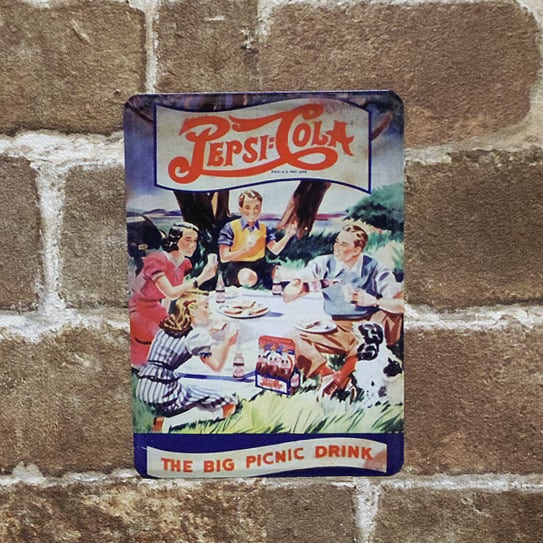 PEPSI:COLA
THE BIG PICNIC DRINK